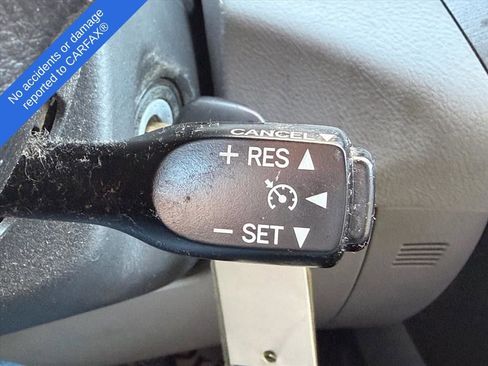 No accidents or damage
reported to CARFAX®
CANCEL▼
+ RES ▲
◄
− SET ▼